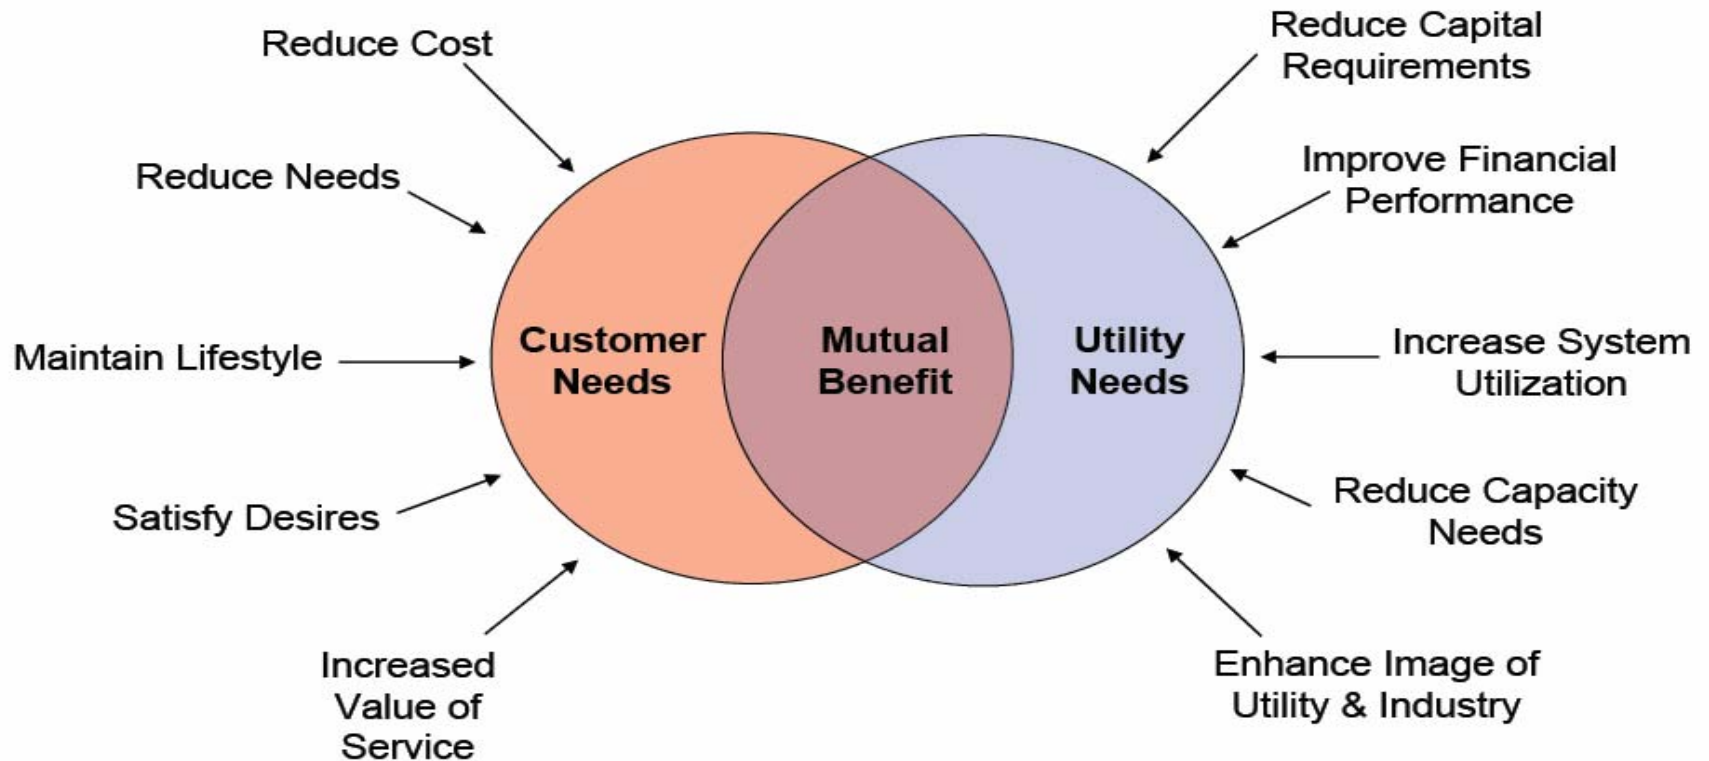 Reduce Cost
Reduce Needs
Maintain Lifestyle
Satisfy Desires
Increased
Value of
Service
Customer
Needs
Mutual
Benefit
Utility
Needs
Reduce Capital
Requirements
Improve Financial
Performance
Increase System
Utilization
Reduce Capacity
Needs
Enhance Image of
Utility & Industry